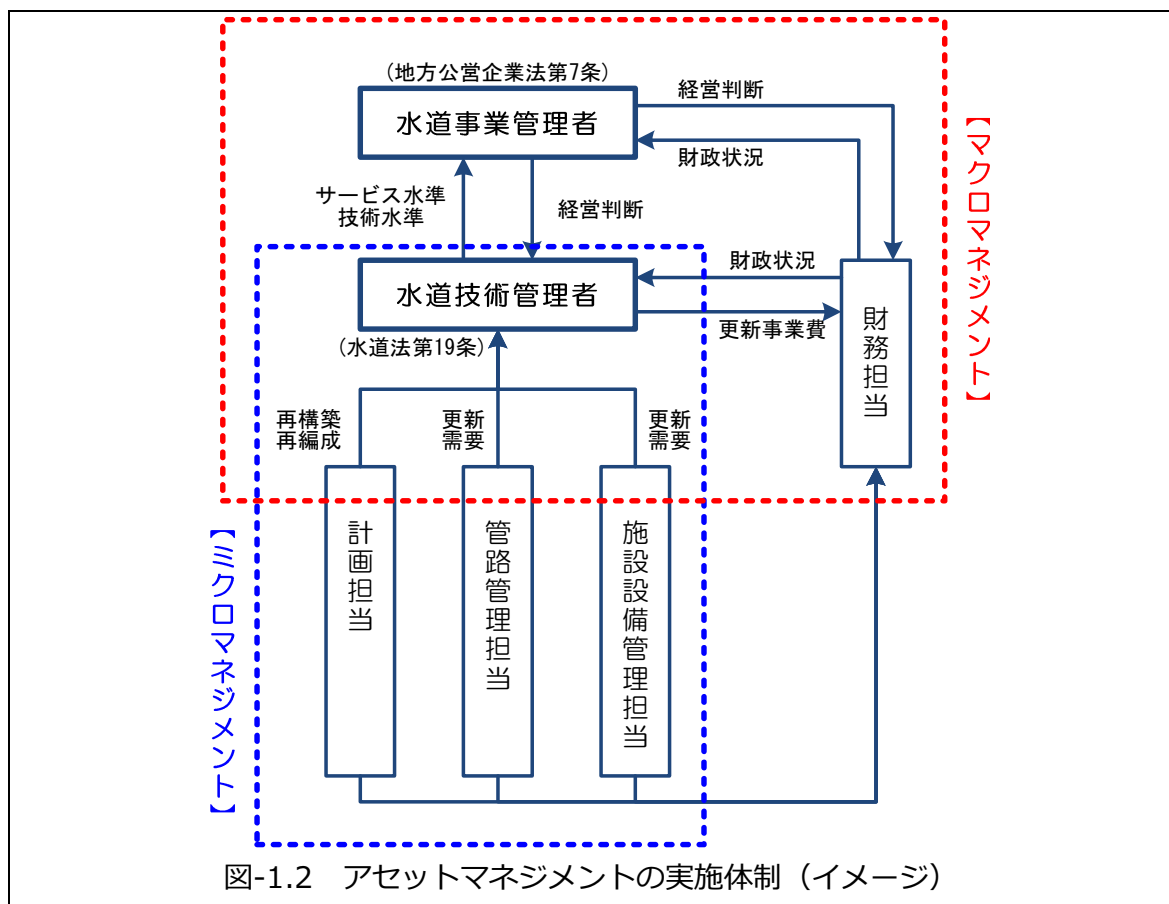 (地方公営企業法第7条)
水道事業管理者
経営判断
財政状況
サービス水準
技術水準
経営判断
水道技術管理者
財政状況
更新事業費
(水道法第19条)
財務担当
【マクロマネジメント】
再構築
再編成
更新
需要
更新
需要
計画担当
管路管理担当
施設設備管理担当
【ミクロマネジメント】
図-1.2 アセットマネジメントの実施体制（イメージ）